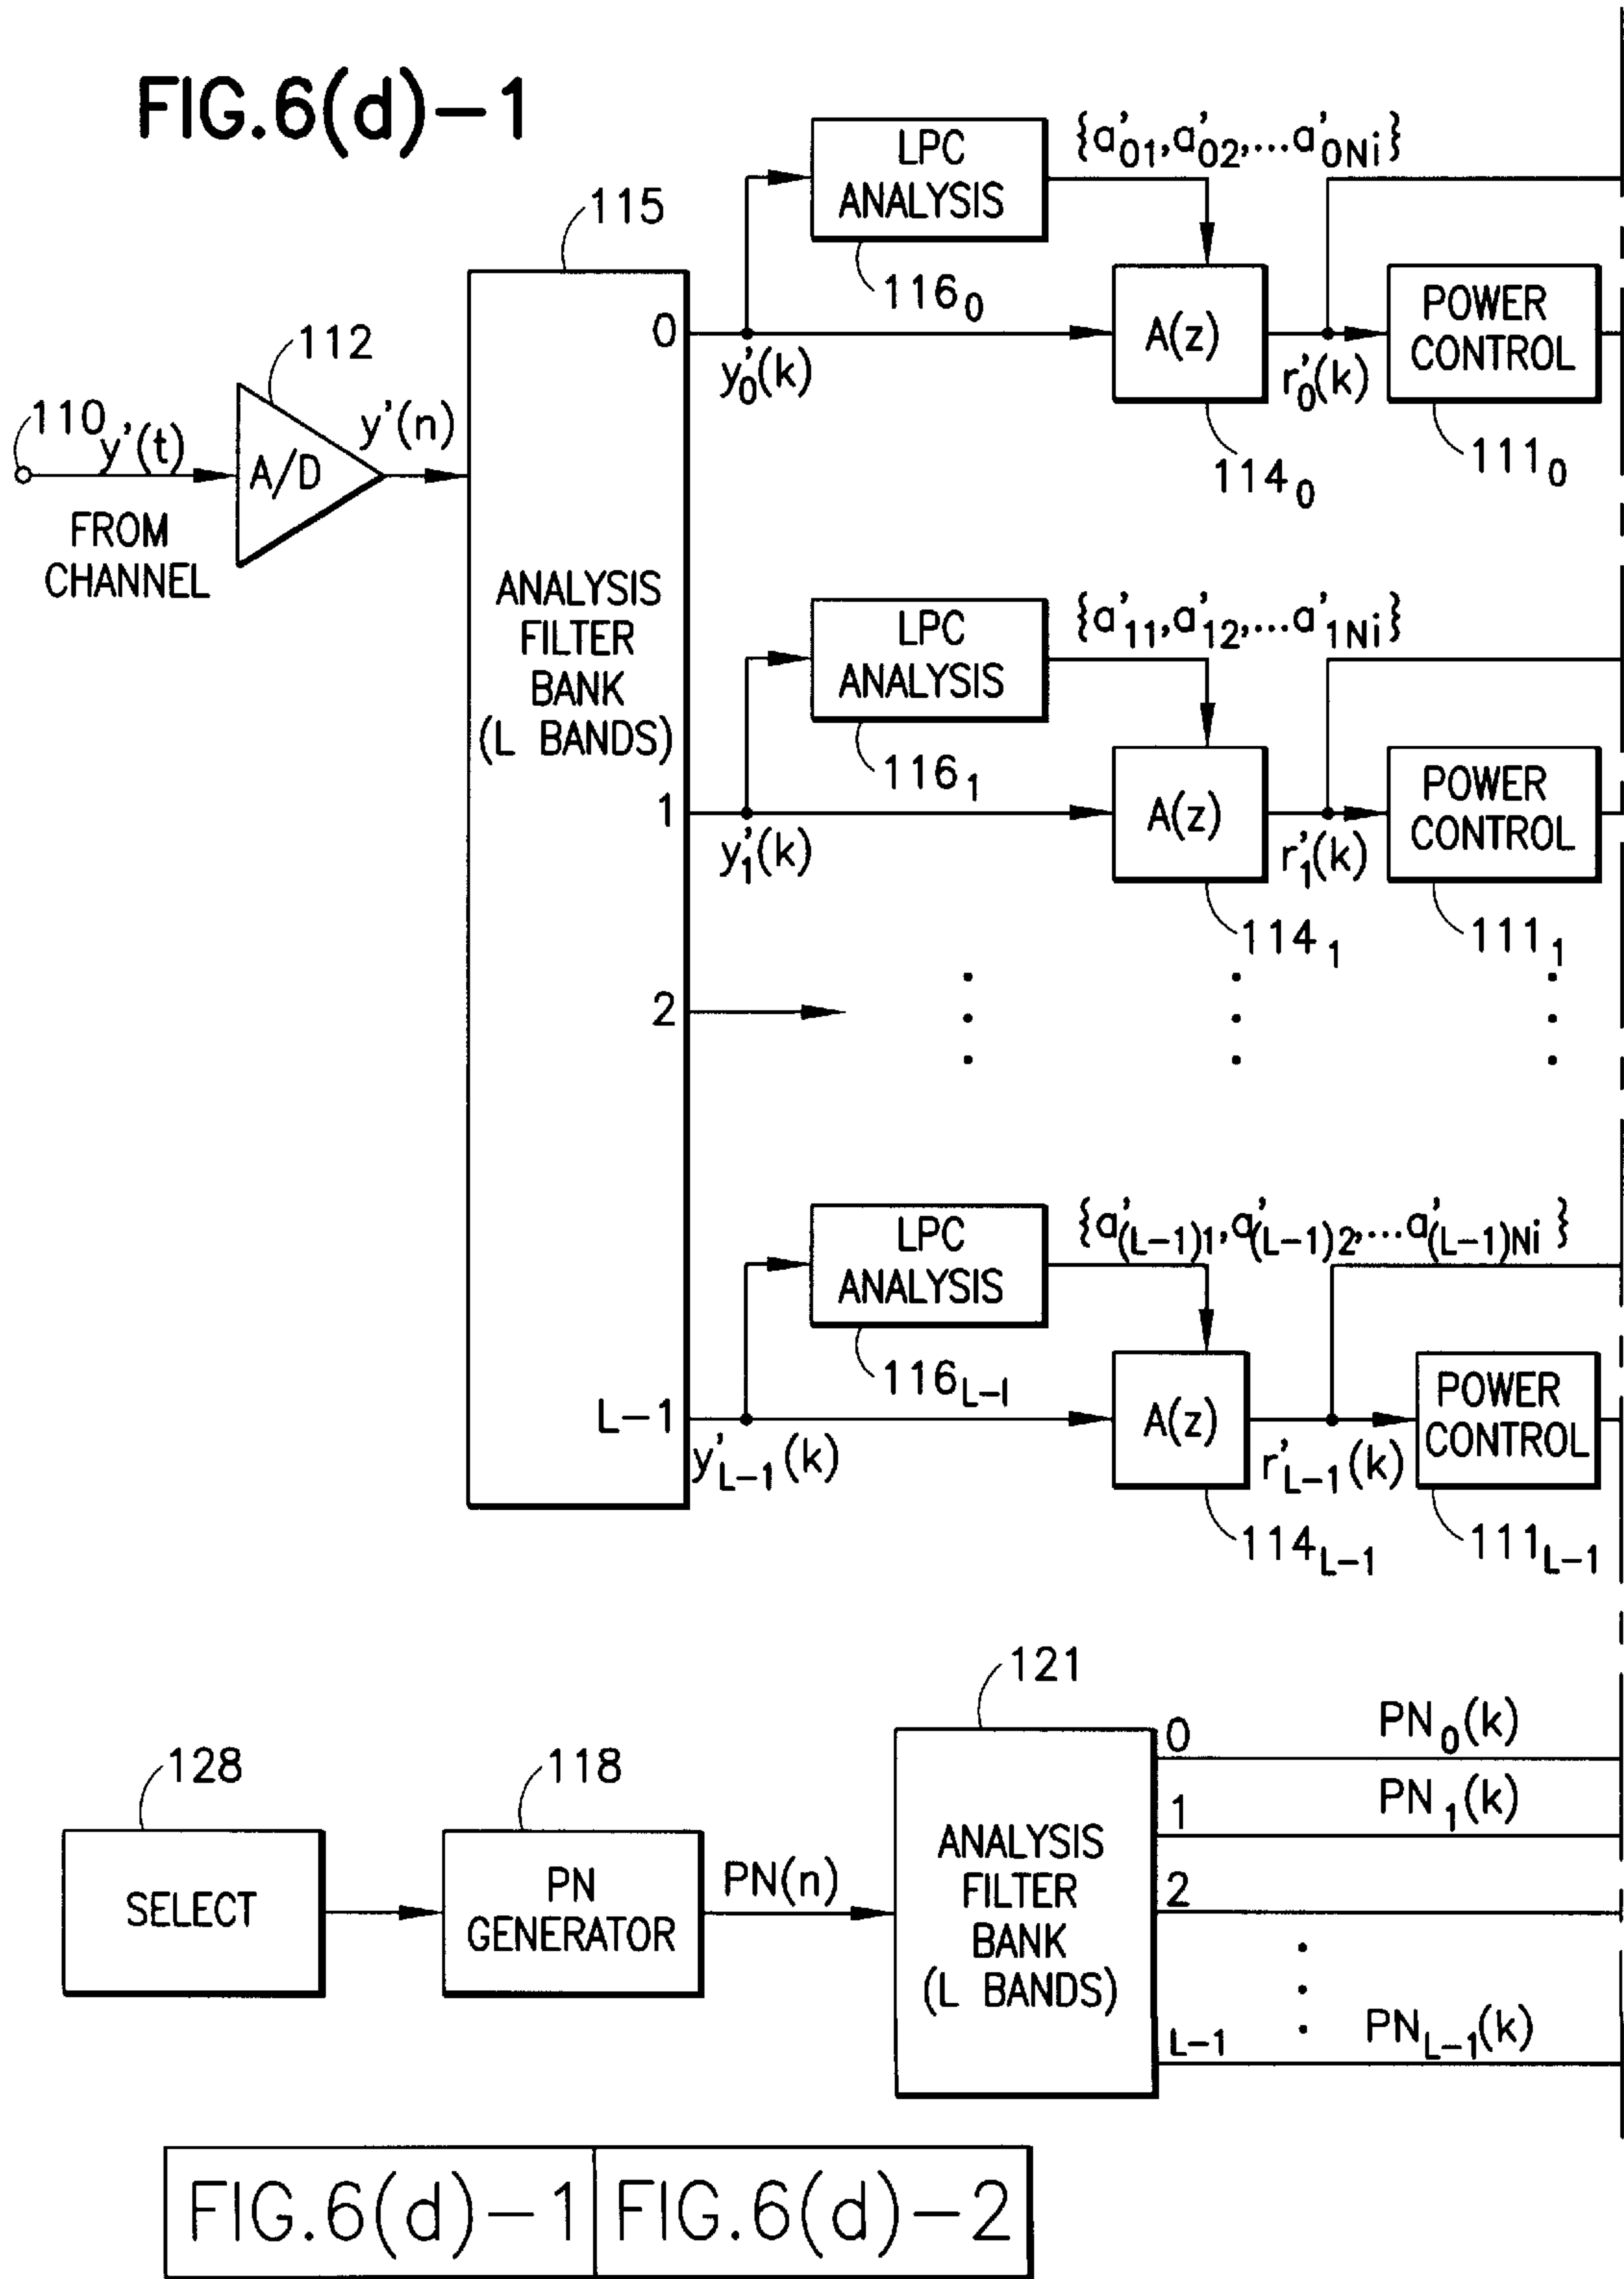 FIG.6(d)-1
LPC
ANALYSIS
{a'01,a'02,...a'0Ni}
115
116₀
POWER
CONTROL
A(z)
0
y'₀(k)
r'₀(k)
112
110
y'(t)
A/D
y'(n)
114₀
111₀
FROM
CHANNEL
ANALYSIS
FILTER
BANK
(L BANDS)
LPC
ANALYSIS
{a'11,a'12,...a'1Ni}
116₁
POWER
CONTROL
A(z)
1
y'₁(k)
r'₁(k)
114₁
111₁
2
LPC
ANALYSIS
{a'(L-1)1,a'(L-1)2,...a'(L-1)Ni }
116L-1
POWER
CONTROL
A(z)
L-1
y'L-1(k)
r'L-1(k)
114L-1
111L-1
121
0
PN₀(k)
128
118
1
PN₁(k)
SELECT
PN
GENERATOR
PN(n)
ANALYSIS
FILTER
BANK
(L BANDS)
2
L-1
PNL-1(k)
FIG.6(d)-1 FIG.6(d)-2